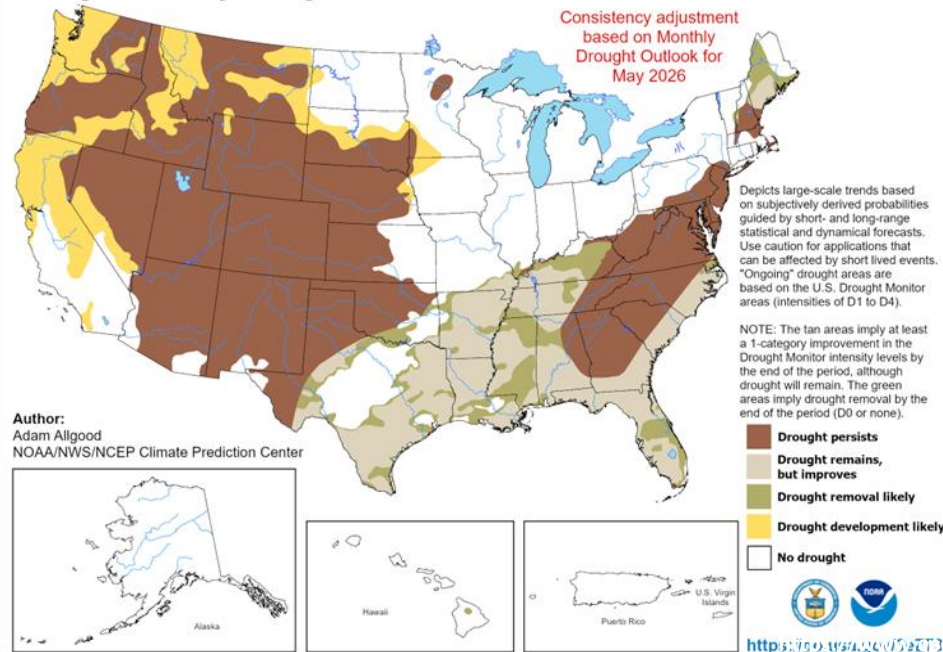 Consistency adjustment
based on Monthly
Drought Outlook for
May 2026
Depicts large-scale trends based
on subjectively derived probabilities
guided by short- and long-range
statistical and dynamical forecasts.
Use caution for applications that
can be affected by short lived events.
"Ongoing" drought areas are
based on the U.S. Drought Monitor
areas (intensities of D1 to D4).
NOTE: The tan areas imply at least
a 1-category improvement in the
Drought Monitor intensity levels by
the end of the period, although
drought will remain. The green
areas imply drought removal by the
end of the period (D0 or none).
Author:
Adam Allgood
NOAA/NWS/NCEP Climate Prediction Center
Drought persists
Drought remains,
but improves
Drought removal likely
Drought development likely
No drought
Alaska
Hawaii
Puerto Rico
U.S. Virgin
Islands
NOAA